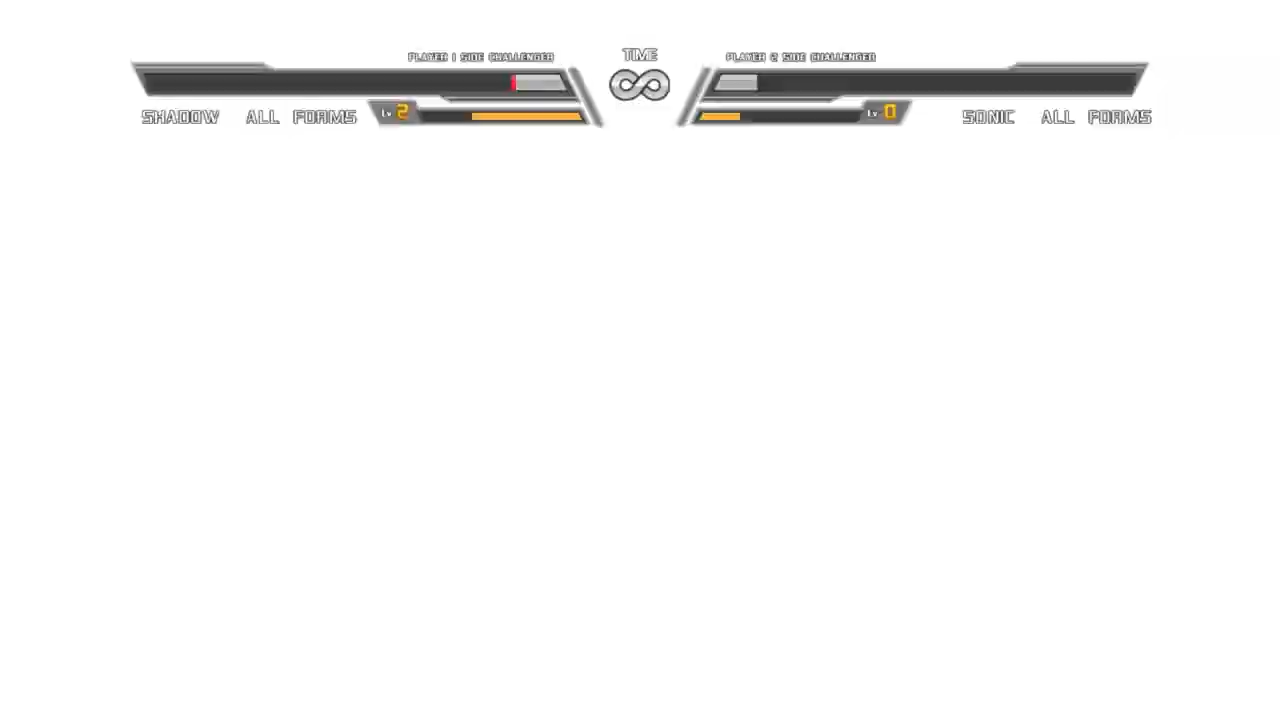 PLAYER 1 SIDE CHALLENGER
TIME
PLAYER 2 SIDE CHALLENGER
SHADOW ALL FORMS
Lv 2
Lv 0
SONIC ALL FORMS